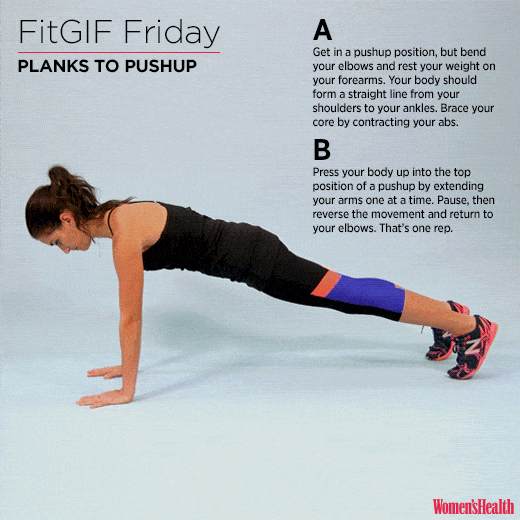 FitGIF Friday
PLANKS TO PUSHUP
A
Get in a pushup position, but bend
your elbows and rest your weight on
your forearms. Your body should
form a straight line from your
shoulders to your ankles. Brace your
core by contracting your abs.
B
Press your body up into the top
position of a pushup by extending
your arms one at a time. Pause, then
reverse the movement and return to
your elbows. That's one rep.
N
Women'sHealth